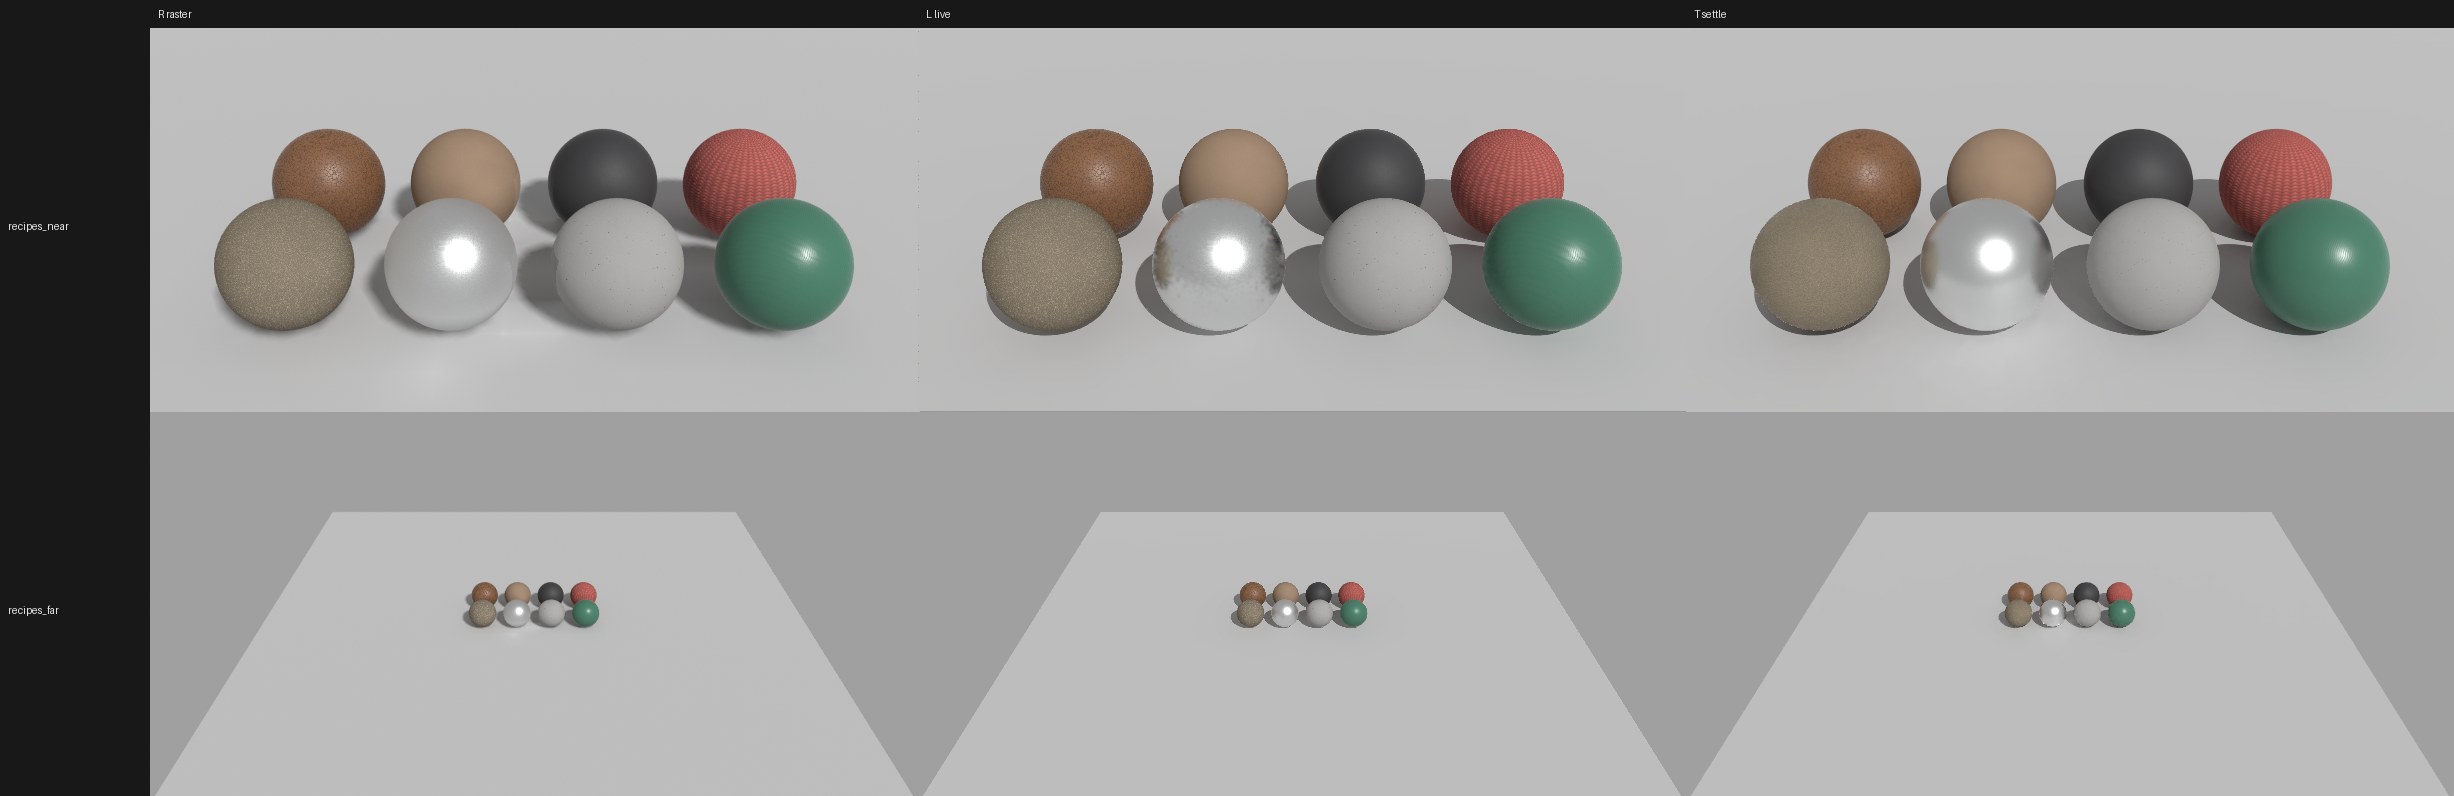 R raster
L live
T settle
recipes_near
recipes_far